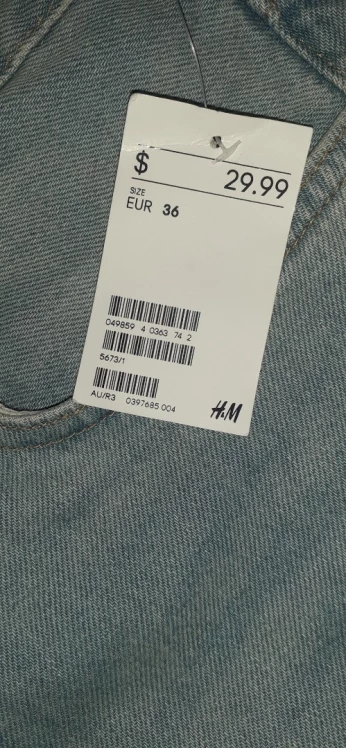 $ 29.99
SIZE
EUR 36
049859 4 0363 74 2
5673/1
AU/R3 0397685 004
H&M